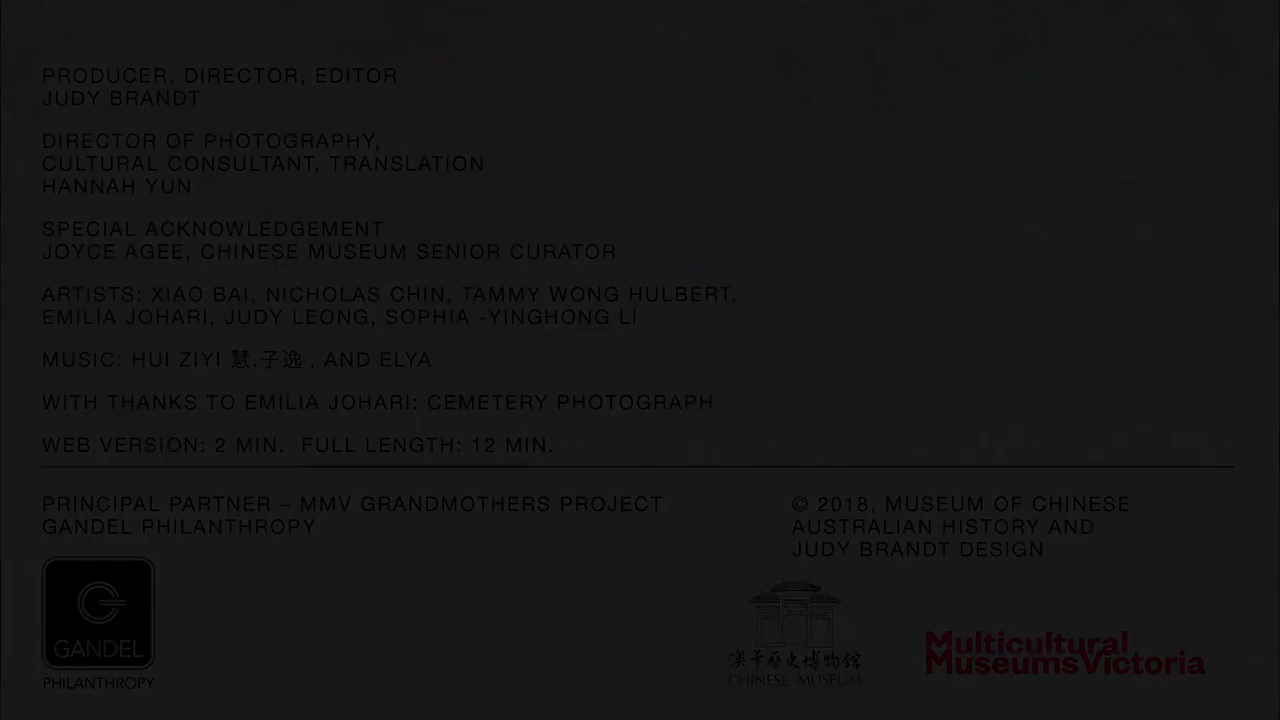 PRODUCER, DIRECTOR, EDITOR
JUDY BRANDT
DIRECTOR OF PHOTOGRAPHY,
CULTURAL CONSULTANT, TRANSLATION
HANNAH YUN
SPECIAL ACKNOWLEDGEMENT
JOYCE AGEE, CHINESE MUSEUM SENIOR CURATOR
ARTISTS: XIAO BAI, NICHOLAS CHIN, TAMMY WONG HULBERT,
EMILIA JOHARI, JUDY LEONG, SOPHIA -YINGHONG LI
MUSIC: HUI ZIYI 慧.子逸 , AND ELYA
WITH THANKS TO EMILIA JOHARI: CEMETERY PHOTOGRAPH
WEB VERSION: 2 MIN. FULL LENGTH: 12 MIN.
PRINCIPAL PARTNER – MMV GRANDMOTHERS PROJECT
GANDEL PHILANTHROPY
GANDEL
PHILANTHROPY
© 2018, MUSEUM OF CHINESE
AUSTRALIAN HISTORY AND
JUDY BRANDT DESIGN
澳華歷史博物館
CHINESE MUSEUM
Multicultural
MuseumsVictoria